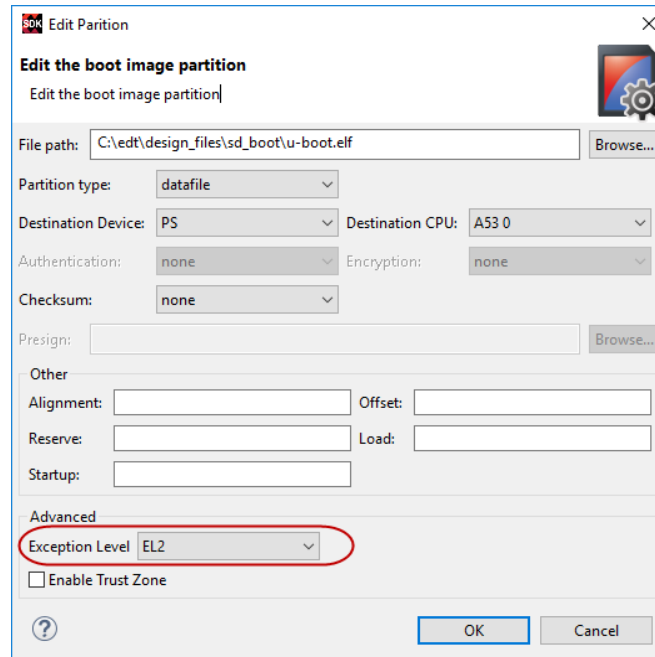 SDK Edit Parition
Edit the boot image partition
Edit the boot image partition
File path: C:\edt\design_files\sd_boot\u-boot.elf Browse...
Partition type: datafile
Destination Device: PS Destination CPU: A53 0
Authentication: none Encryption: none
Checksum: none
Presign: Browse...
Other
Alignment: Offset:
Reserve: Load:
Startup:
Advanced
Exception Level EL2
Enable Trust Zone
? OK Cancel